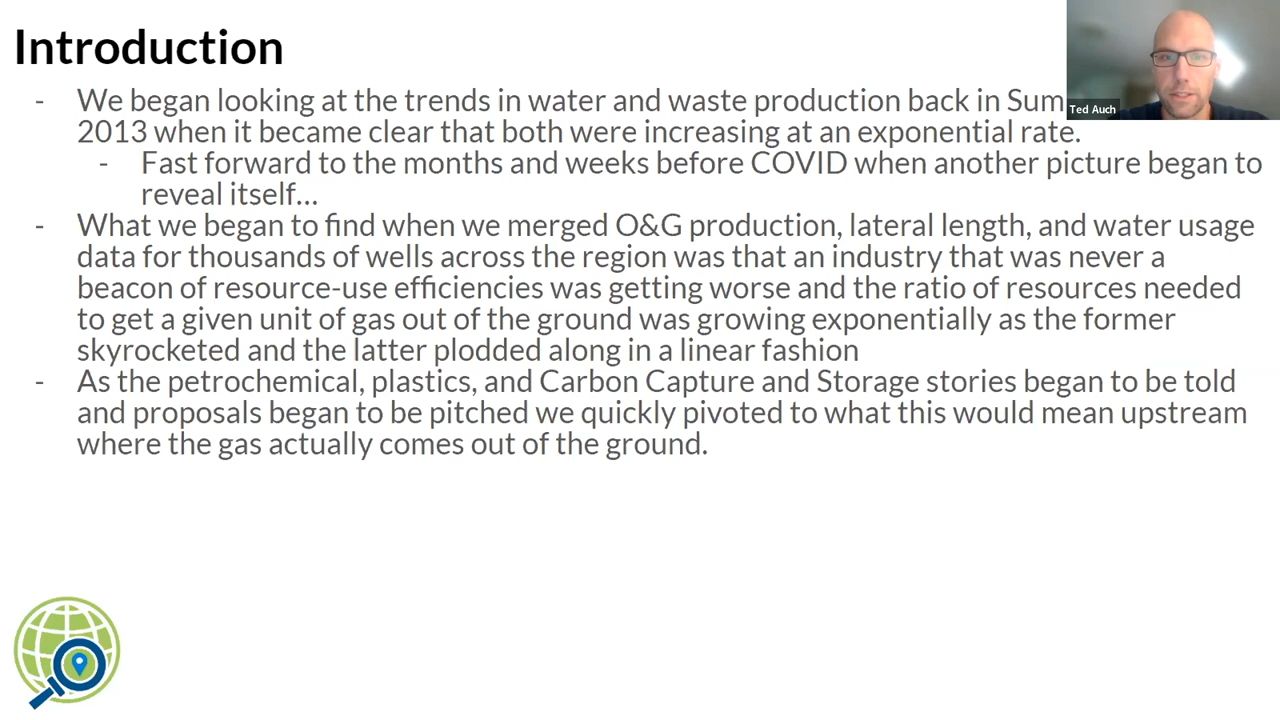 Introduction
- We began looking at the trends in water and waste production back in Sum
2013 when it became clear that both were increasing at an exponential rate.
- Fast forward to the months and weeks before COVID when another picture began to
reveal itself...
- What we began to find when we merged O&G production, lateral length, and water usage
data for thousands of wells across the region was that an industry that was never a
beacon of resource-use efficiencies was getting worse and the ratio of resources needed
to get a given unit of gas out of the ground was growing exponentially as the former
skyrocketed and the latter plodded along in a linear fashion
- As the petrochemical, plastics, and Carbon Capture and Storage stories began to be told
and proposals began to be pitched we quickly pivoted to what this would mean upstream
where the gas actually comes out of the ground.
Ted Auch